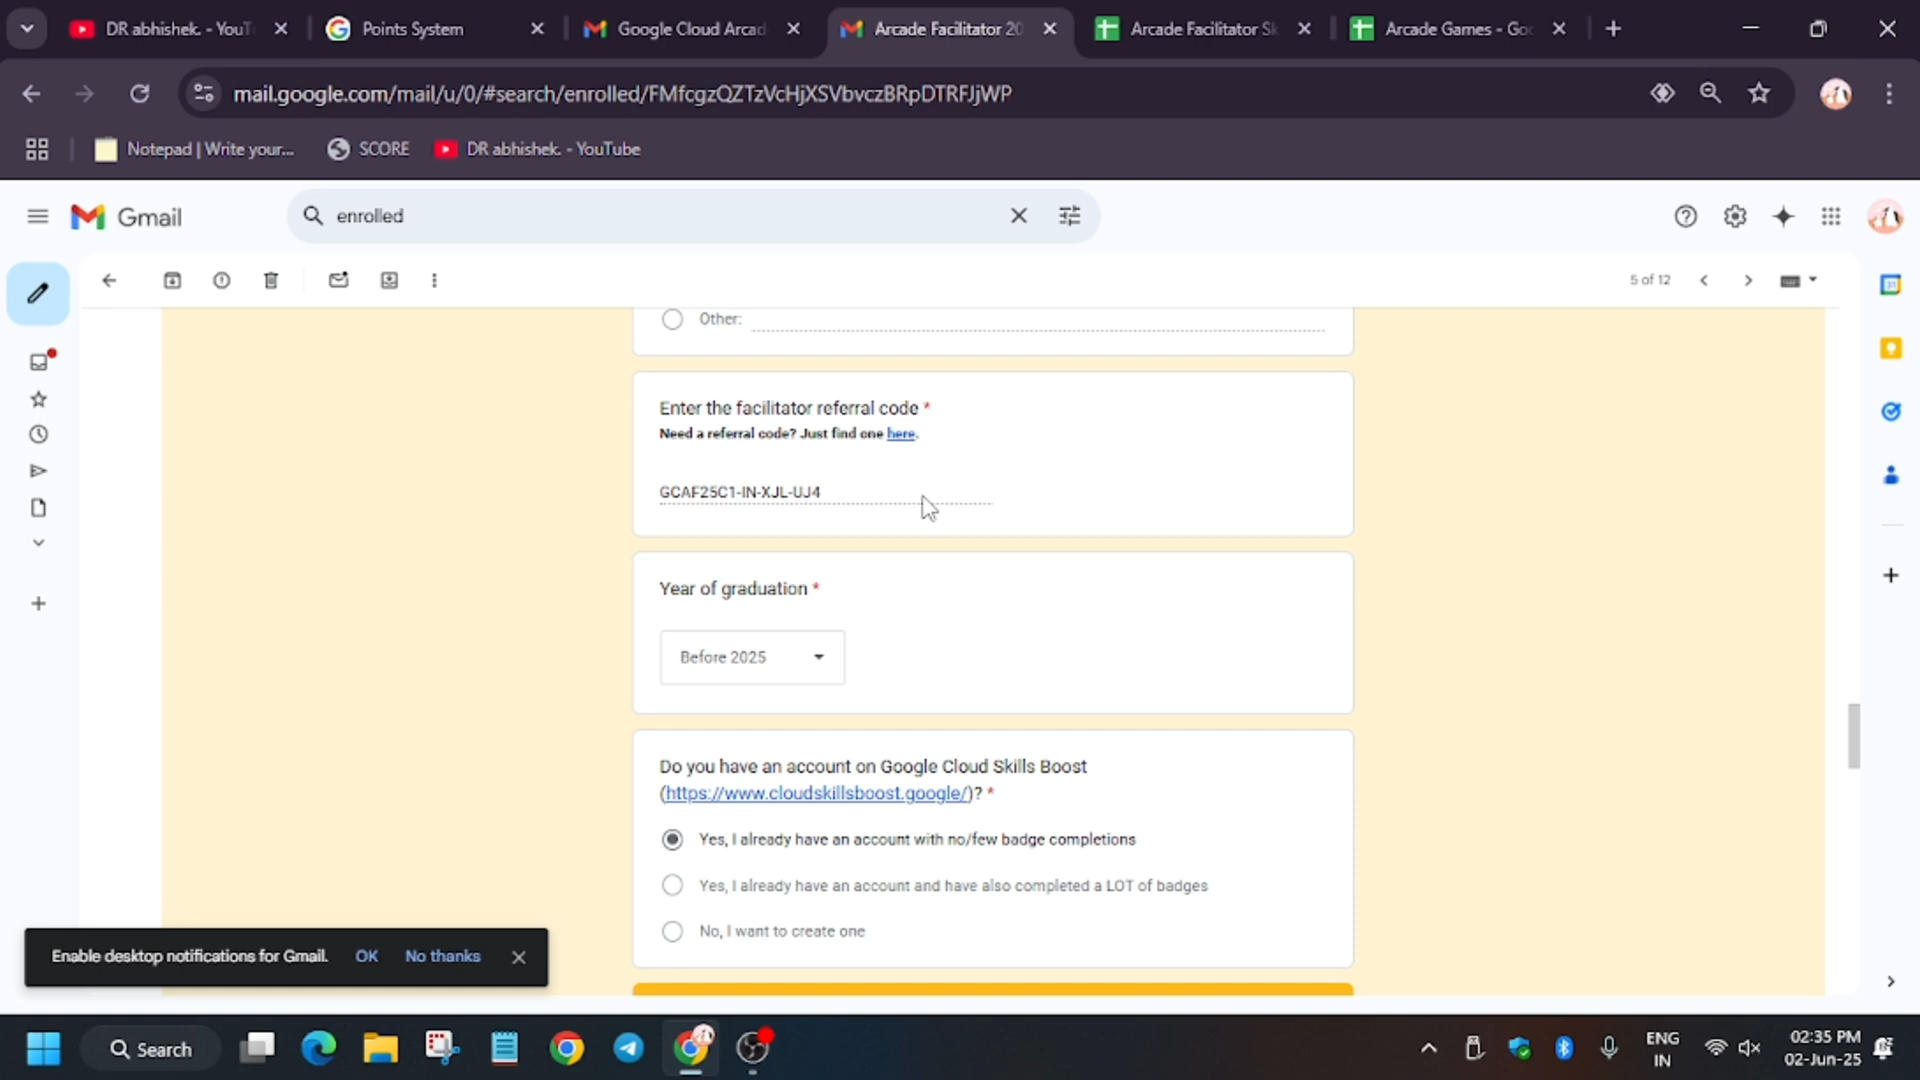 DR abhishek. - YouT
Points System
Google Cloud Arcad
Arcade Facilitator 20
Arcade Facilitator Sk
Arcade Games - Goo
mail.google.com/mail/u/0/#search/enrolled/FMfcgzQZTzVcHjXSVbvczBRpDTRFJjWP
Notepad | Write your...
SCORE
DR abhishek. - YouTube
Gmail
enrolled
5 of 12
Other:
Enter the facilitator referral code *
Need a referral code? Just find one here.
GCAF25C1-IN-XJL-UJ4
Year of graduation *
Before 2025
Do you have an account on Google Cloud Skills Boost
(https://www.cloudskillsboost.google/)? *
Yes, I already have an account with no/few badge completions
Yes, I already have an account and have also completed a LOT of badges
No, I want to create one
Enable desktop notifications for Gmail.
OK
No thanks
Search
ENG
IN
02:35 PM
02-Jun-25